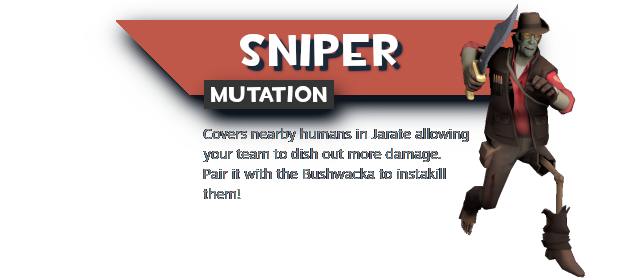 SNIPER
MUTATION
Covers nearby humans in Jarate allowing
your team to dish out more damage.
Pair it with the Bushwacka to instakill
them!